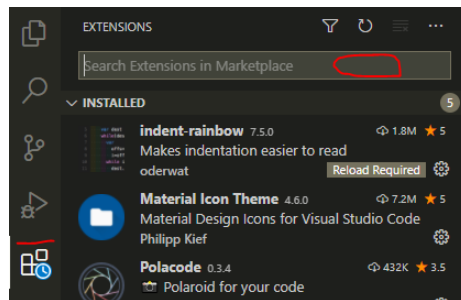 EXTENSIONS
Search Extensions in Marketplace
INSTALLED 5
indent-rainbow 7.5.0 1.8M 5
Makes indentation easier to read
oderwat Reload Required
Material Icon Theme 4.6.0 7.2M 5
Material Design Icons for Visual Studio Code
Philipp Kief
Polacode 0.3.4 432K 3.5
Polaroid for your code